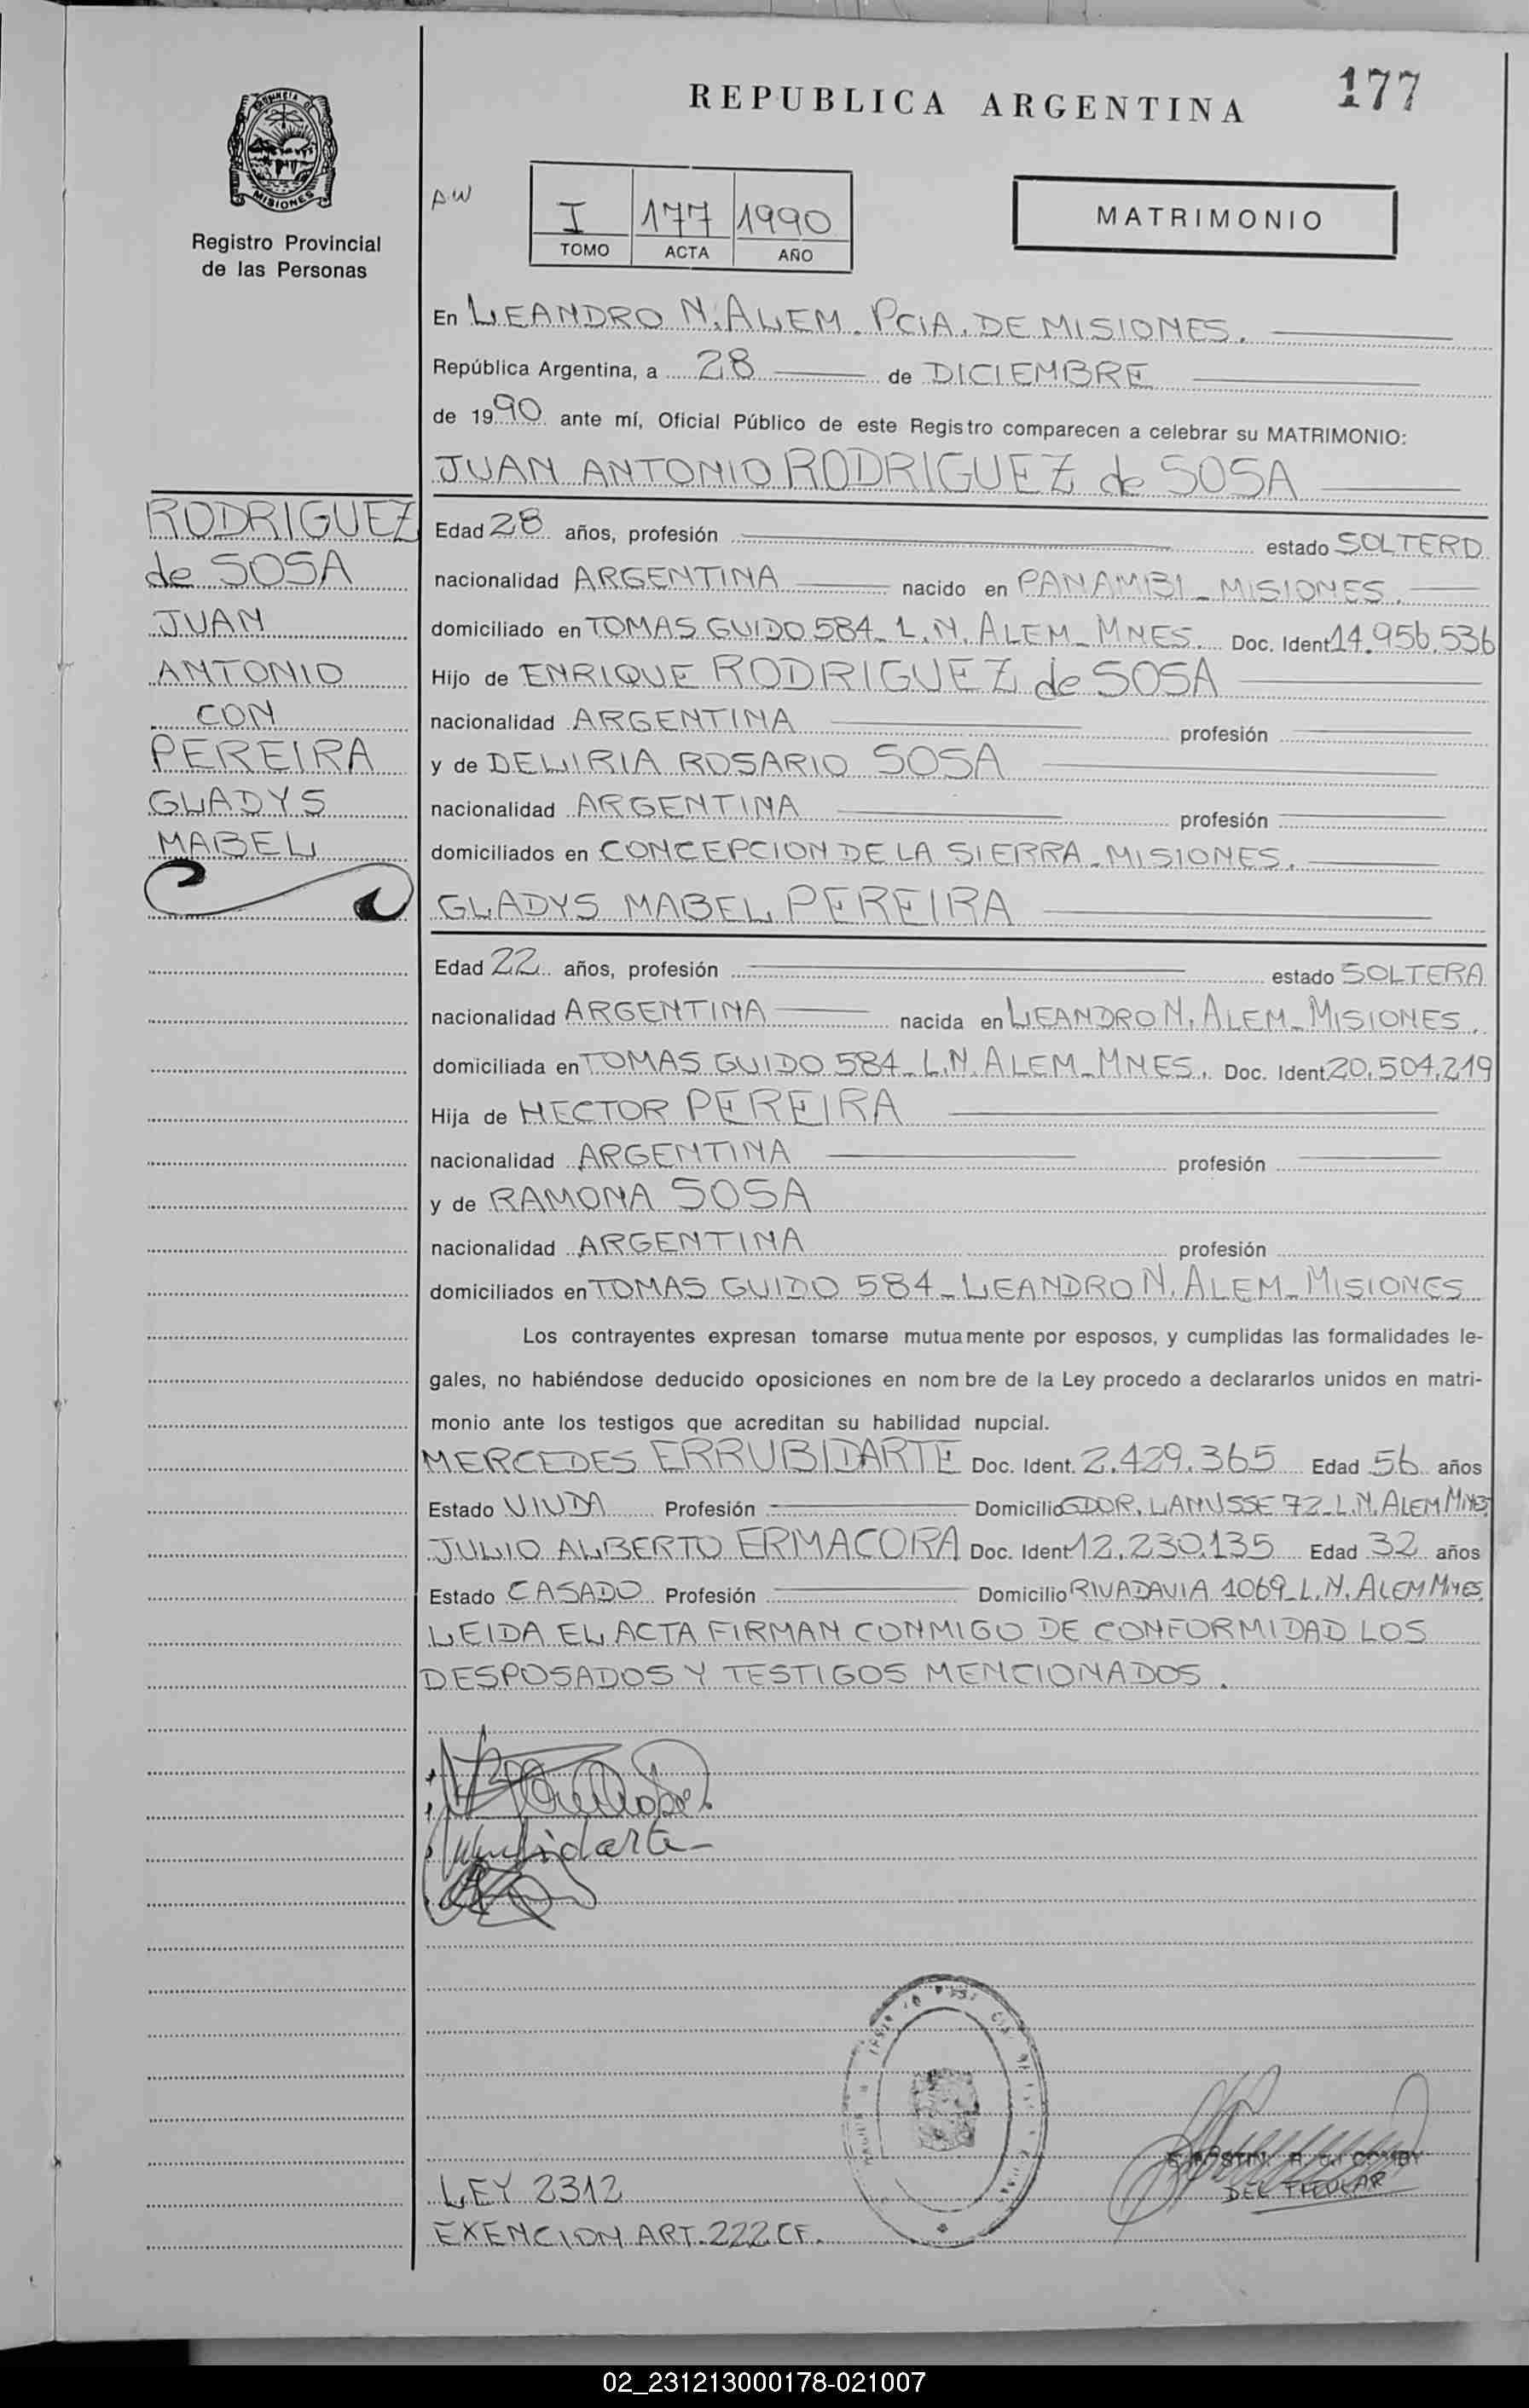 REPUBLICA ARGENTINA
177
PROVINCIA DE
MISIONES
Registro Provincial
de las Personas
AW
I 177 1990
TOMO ACTA AÑO
MATRIMONIO
En LEANDRO N. ALEM. PCIA. DE MISIONES.
República Argentina, a 28 de DICIEMBRE
de 1990 ante mí, Oficial Público de este Registro comparecen a celebrar su MATRIMONIO:
JUAN ANTONIO RODRIGUEZ de SOSA
RODRIGUEZ
de SOSA
JUAN
ANTONIO
CON
PEREIRA
GLADYS
MABEL
Edad 28 años, profesión estado SOLTERO
nacionalidad ARGENTINA nacido en PANAMBI - MISIONES.
domiciliado en TOMAS GUIDO 584 - L.N. ALEM - MNES. Doc. Ident 14.956.536
Hijo de ENRIQUE RODRIGUEZ de SOSA
nacionalidad ARGENTINA profesión
y de DELIRIA ROSARIO SOSA
nacionalidad ARGENTINA profesión
domiciliados en CONCEPCION DE LA SIERRA - MISIONES.
GLADYS MABEL PEREIRA
Edad 22 años, profesión estado SOLTERA
nacionalidad ARGENTINA nacida en LEANDRO N. ALEM - MISIONES.
domiciliada en TOMAS GUIDO 584 - L.N. ALEM - MNES. Doc. Ident 20.504.219
Hija de HECTOR PEREIRA
nacionalidad ARGENTINA profesión
y de RAMONA SOSA
nacionalidad ARGENTINA profesión
domiciliados en TOMAS GUIDO 584 - LEANDRO N. ALEM - MISIONES
Los contrayentes expresan tomarse mutuamente por esposos, y cumplidas las formalidades le-
gales, no habiéndose deducido oposiciones en nombre de la Ley procedo a declararlos unidos en matri-
monio ante los testigos que acreditan su habilidad nupcial.
MERCEDES ERRUBIDARTE Doc. Ident. 2.429.365 Edad 56 años
Estado VIUDA Profesión Domicilio GDOR. LANUSSE 72 - L.N. ALEM MNES
JULIO ALBERTO ERMACORA Doc. Ident 12.230.135 Edad 32 años
Estado CASADO Profesión Domicilio RIVADAVIA 1069 - L.N. ALEM MNES
LEIDA EL ACTA FIRMAN CONMIGO DE CONFORMIDAD LOS
DESPOSADOS Y TESTIGOS MENCIONADOS.
DEL TITULAR
LEY 2312
EXENCION ART. 222 CF.
02_231213000178-021007